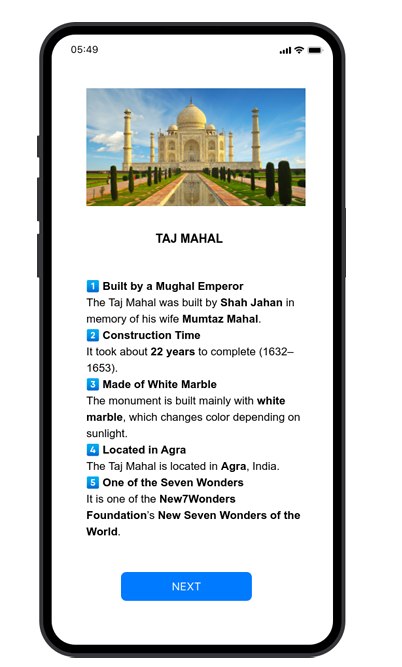 05:49
TAJ MAHAL
1️⃣ Built by a Mughal Emperor
The Taj Mahal was built by Shah Jahan in
memory of his wife Mumtaz Mahal.
2️⃣ Construction Time
It took about 22 years to complete (1632–
1653).
3️⃣ Made of White Marble
The monument is built mainly with white
marble, which changes color depending on
sunlight.
4️⃣ Located in Agra
The Taj Mahal is located in Agra, India.
5️⃣ One of the Seven Wonders
It is one of the New7Wonders
Foundation's New Seven Wonders of the
World.
NEXT